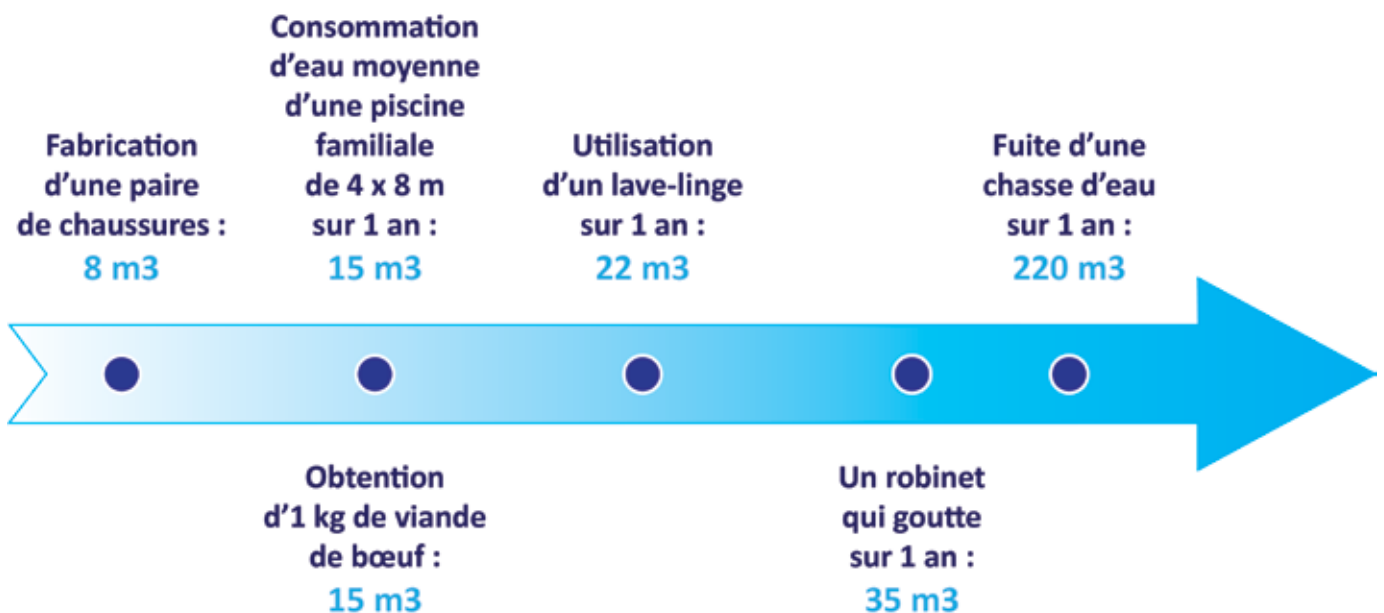 Fabrication
d’une paire
de chaussures :
8 m3
Consommation
d’eau moyenne
d’une piscine
familiale
de 4 x 8 m
sur 1 an :
15 m3
Utilisation
d’un lave-linge
sur 1 an :
22 m3
Fuite d’une
chasse d’eau
sur 1 an :
220 m3
Obtention
d’1 kg de viande
de bœuf :
15 m3
Un robinet
qui goutte
sur 1 an :
35 m3